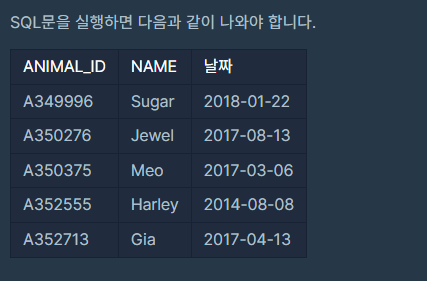 SQL문을 실행하면 다음과 같이 나와야 합니다.
ANIMAL_ID NAME 날짜
A349996 Sugar 2018-01-22
A350276 Jewel 2017-08-13
A350375 Meo 2017-03-06
A352555 Harley 2014-08-08
A352713 Gia 2017-04-13